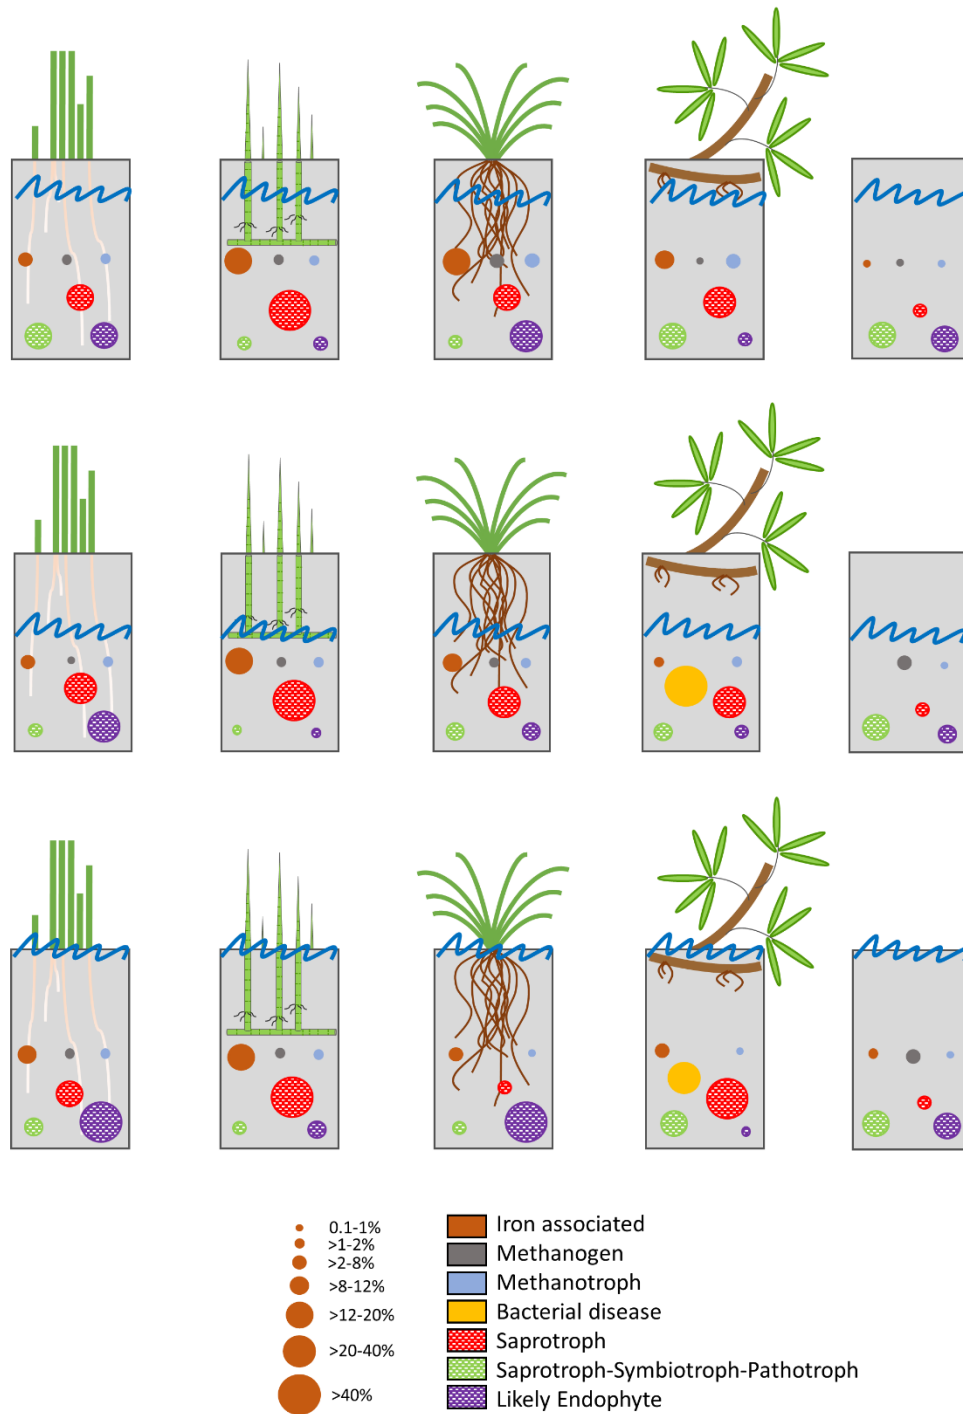 0.1-1%
>1-2%
>2-8%
>8-12%
>12-20%
>20-40%
>40%
Iron associated
Methanogen
Methanotroph
Bacterial disease
Saprotroph
Saprotroph-Symbiotroph-Pathotroph
Likely Endophyte